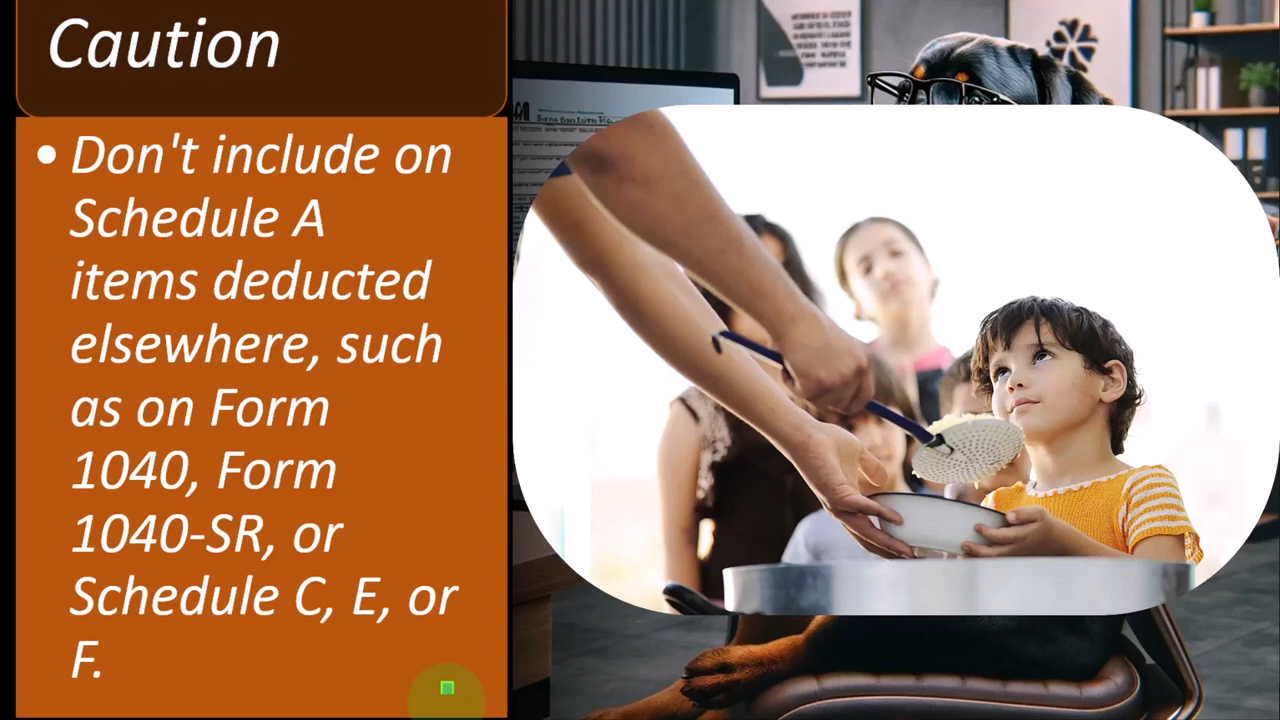 Caution
Don't include on
Schedule A
items deducted
elsewhere, such
as on Form
1040, Form
1040-SR, or
Schedule C, E, or
F.